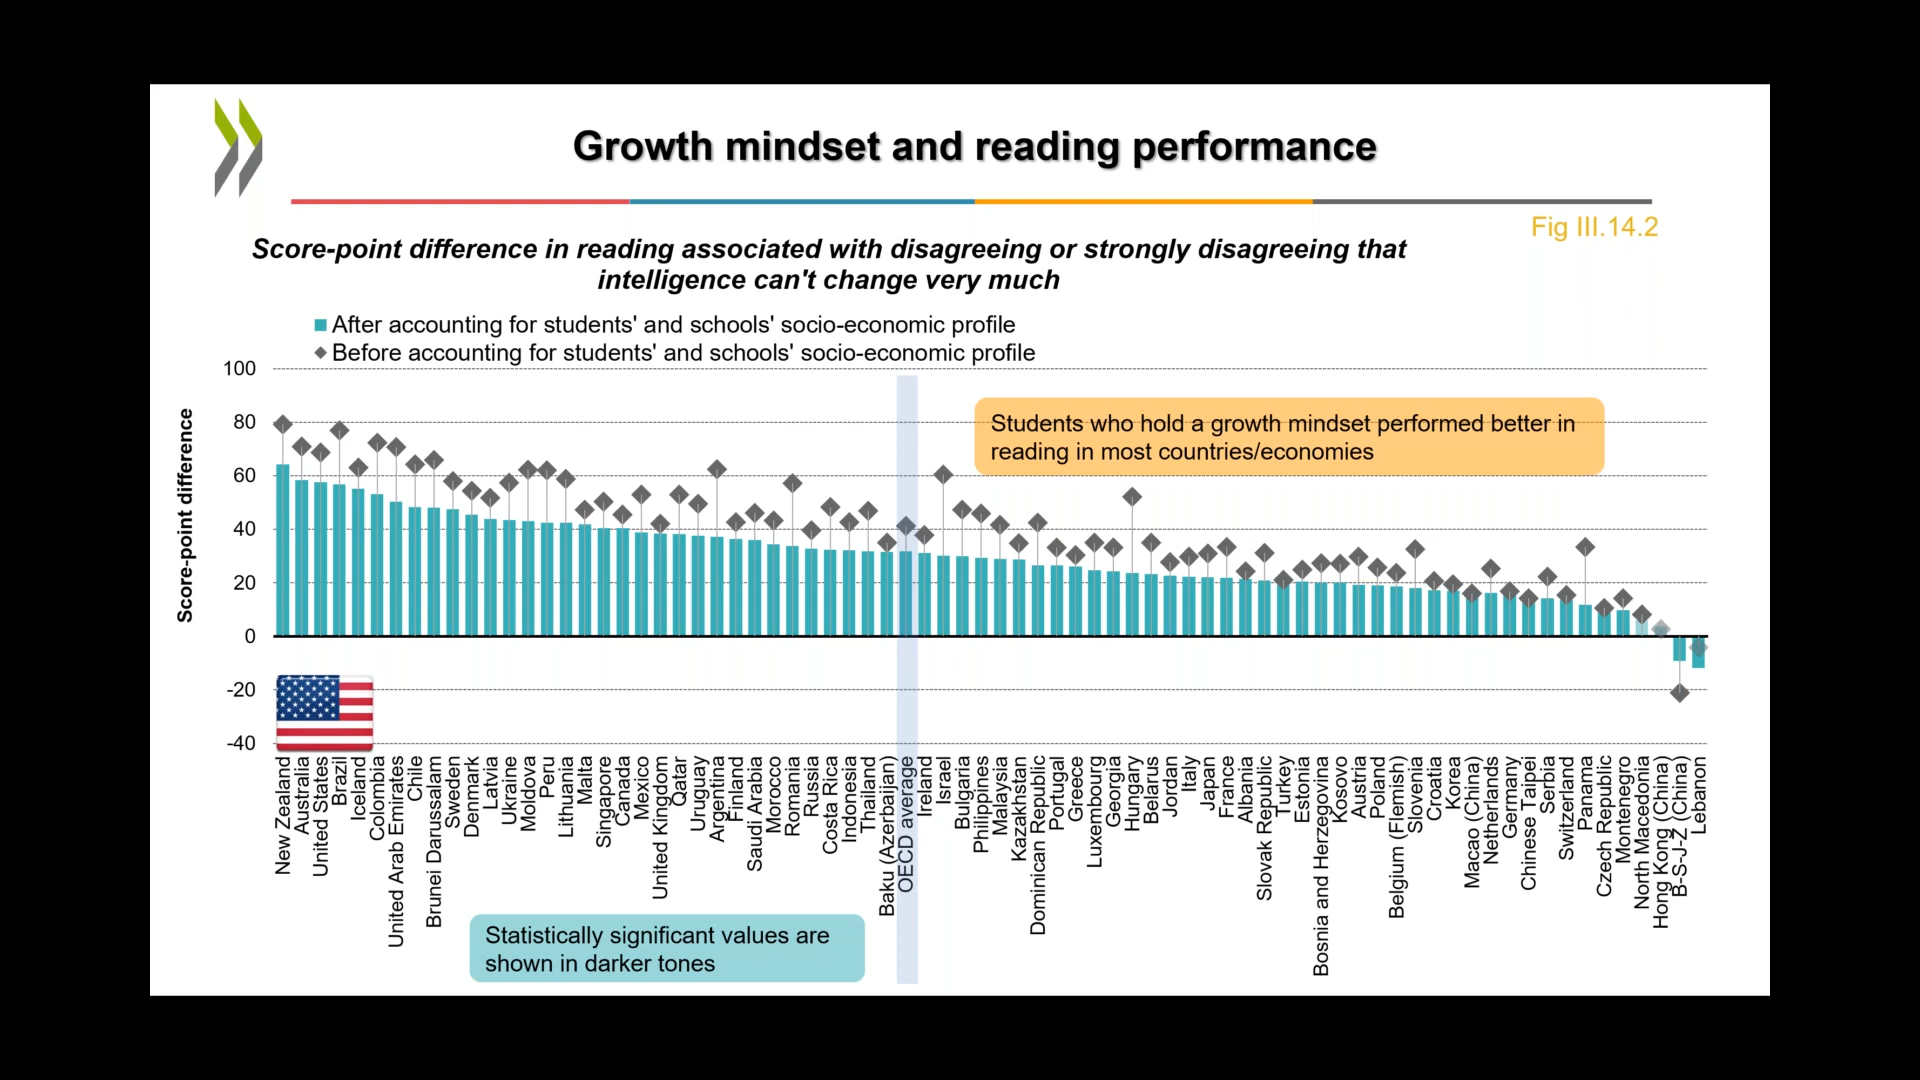 Growth mindset and reading performance
Fig III.14.2
Score-point difference in reading associated with disagreeing or strongly disagreeing that
intelligence can't change very much
After accounting for students' and schools' socio-economic profile
Before accounting for students' and schools' socio-economic profile
Score-point difference
100
80
60
40
20
0
-20
-40
Students who hold a growth mindset performed better in
reading in most countries/economies
New Zealand
Australia
United States
Brazil
Iceland
Colombia
United Arab Emirates
Chile
Brunei Darussalam
Sweden
Denmark
Latvia
Ukraine
Moldova
Peru
Lithuania
Malta
Singapore
Canada
Mexico
United Kingdom
Qatar
Uruguay
Argentina
Finland
Saudi Arabia
Morocco
Romania
Russia
Costa Rica
Indonesia
Thailand
Baku (Azerbaijan)
OECD average
Ireland
Israel
Bulgaria
Philippines
Malaysia
Kazakhstan
Dominican Republic
Portugal
Greece
Luxembourg
Georgia
Hungary
Belarus
Jordan
Italy
Japan
France
Albania
Slovak Republic
Turkey
Estonia
Bosnia and Herzegovina
Kosovo
Austria
Poland
Belgium (Flemish)
Slovenia
Croatia
Korea
Macao (China)
Netherlands
Germany
Chinese Taipei
Serbia
Switzerland
Panama
Czech Republic
Montenegro
North Macedonia
Hong Kong (China)
B-S-J-Z (China)
Lebanon
Statistically significant values are
shown in darker tones